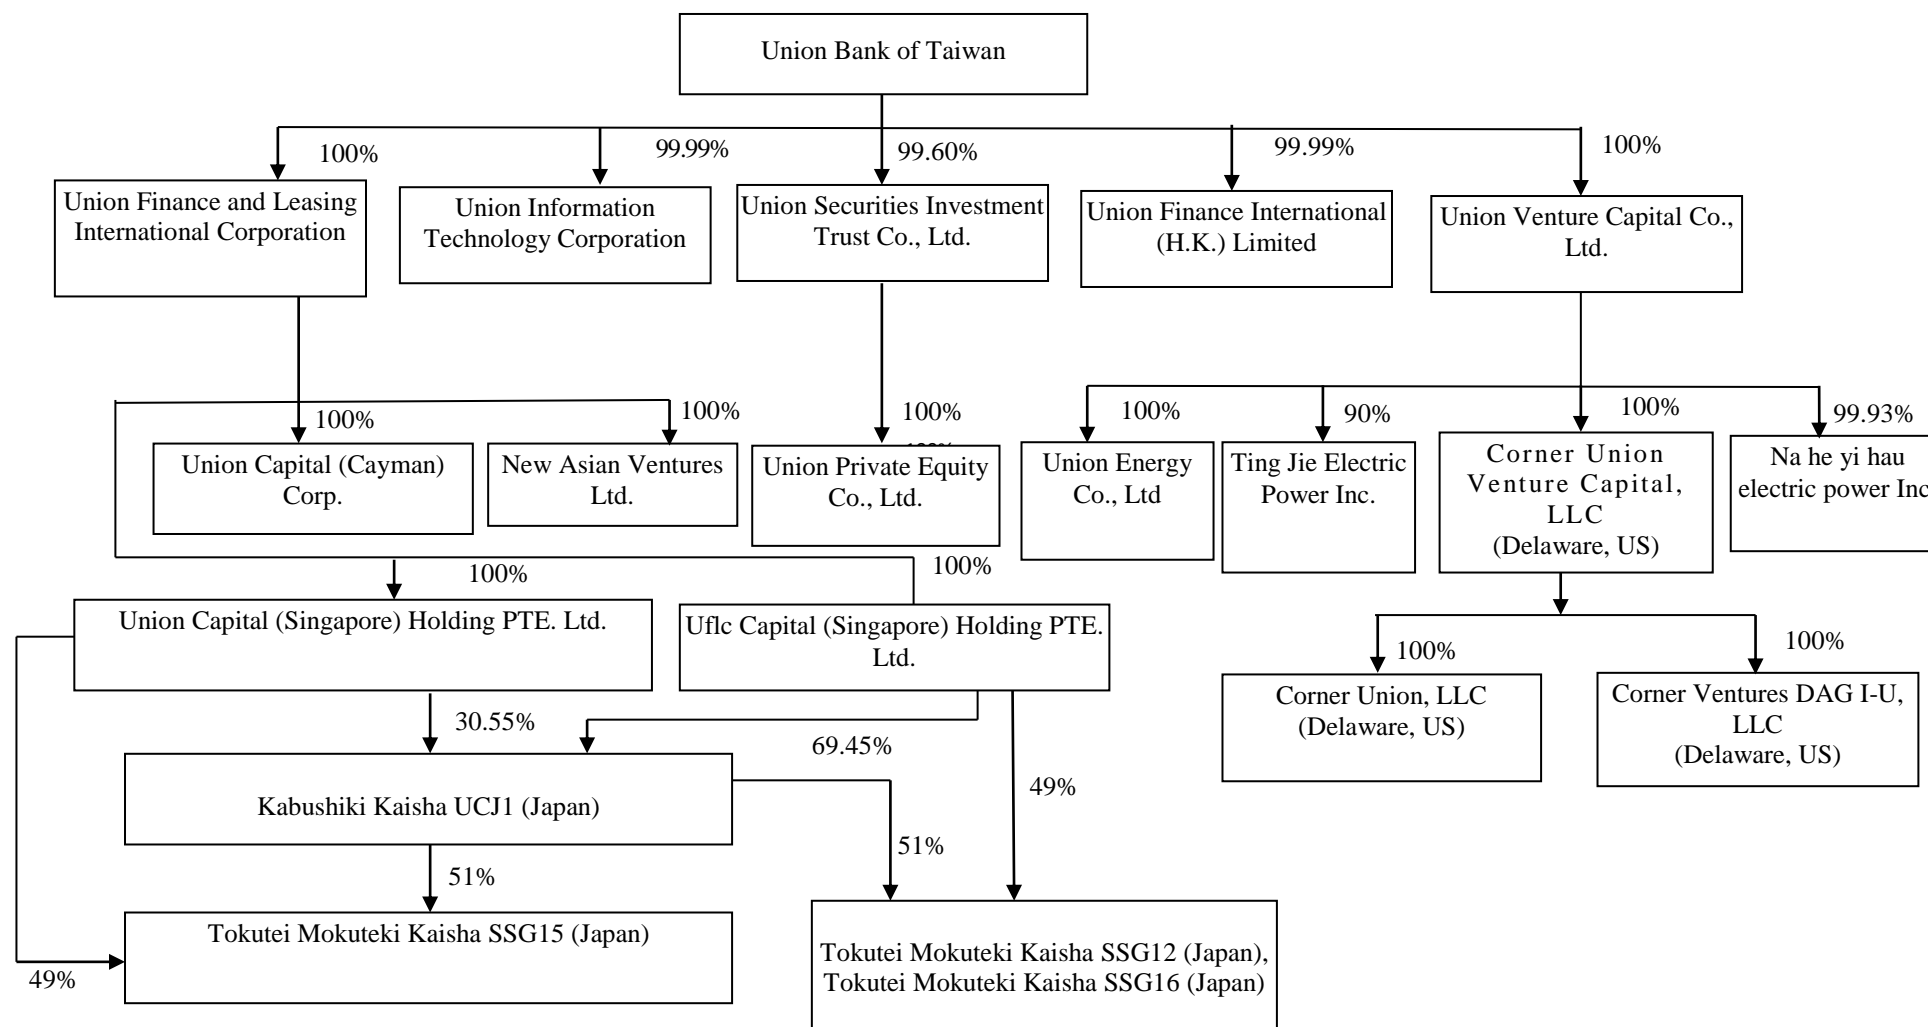 Union Bank of Taiwan
100%
99.99%
99.60%
99.99%
100%
Union Finance and Leasing
International Corporation
Union Information
Technology Corporation
Union Securities Investment
Trust Co., Ltd.
Union Finance International
(H.K.) Limited
Union Venture Capital Co.,
Ltd.
100%
100%
100%
100%
90%
100%
99.93%
Union Capital (Cayman)
Corp.
New Asian Ventures
Ltd.
Union Private Equity
Co., Ltd.
Union Energy
Co., Ltd
Ting Jie Electric
Power Inc.
Corner Union
Venture Capital,
LLC
(Delaware, US)
Na he yi hau
electric power Inc
100%
100%
Union Capital (Singapore) Holding PTE. Ltd.
Uflc Capital (Singapore) Holding PTE.
Ltd.
100%
100%
Corner Union, LLC
(Delaware, US)
Corner Ventures DAG I-U,
LLC
(Delaware, US)
30.55%
69.45%
49%
Kabushiki Kaisha UCJ1 (Japan)
51%
51%
Tokutei Mokuteki Kaisha SSG15 (Japan)
49%
Tokutei Mokuteki Kaisha SSG12 (Japan),
Tokutei Mokuteki Kaisha SSG16 (Japan)